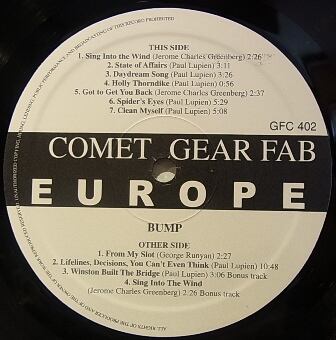 THIS SIDE
1. Sing Into the Wind (Jerome Charles Greenberg) 2:26
2. State of Affairs (Paul Lupien) 3:11
3. Daydream Song (Paul Lupien) 3:26
4. Holly Thorndike (Paul Lupien) 0:56
5. Got to Get You Back (Jerome Charles Greenberg) 2:37
6. Spider's Eyes (Paul Lupien) 5:29
7. Clean Myself (Paul Lupien) 5:08
GFC 402
COMET GEAR FAB
EUROPE
BUMP
OTHER SIDE
1. From My Slot (George Runyan) 2:27
2. Lifelines, Decisions, You Can't Even Think (Paul Lupien) 10:48
3. Winston Built The Bridge (Paul Lupien) 3:06 Bonus track
4. Sing Into The Wind
(Jerome Charles Greenberg) 2:26 Bonus track